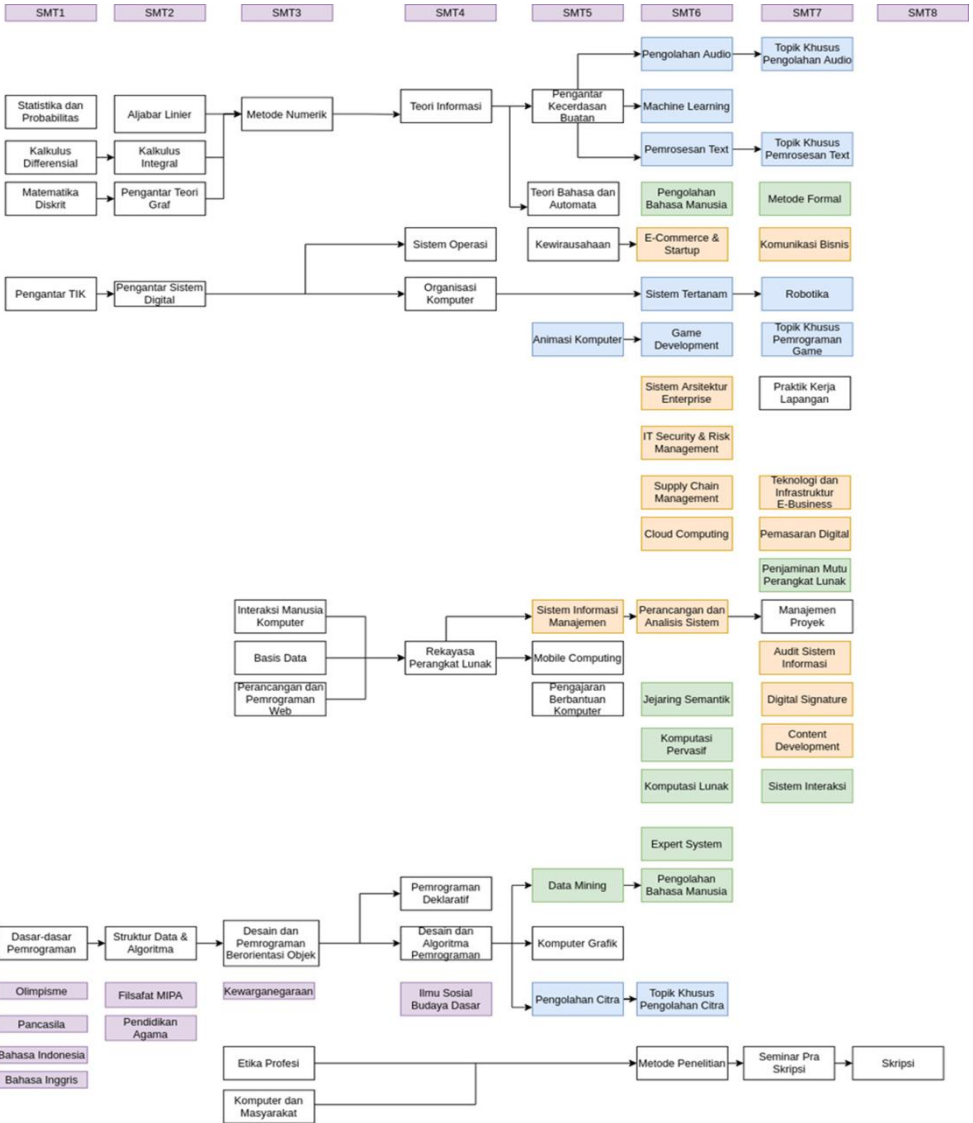 SMT1
SMT2
SMT3
SMT4
SMT5
SMT6
SMT7
SMT8
Pengolahan Audio
Topik Khusus
Pengolahan Audio
Statistika dan
Probabilitas
Aljabar Linier
Metode Numerik
Teori Informasi
Pengantar
Kecerdasan
Buatan
Machine Learning
Kalkulus
Differensial
Kalkulus
Integral
Pemrosesan Text
Topik Khusus
Pemrosesan Text
Matematika
Diskrit
Pengantar Teori
Graf
Teori Bahasa dan
Automata
Pengolahan
Bahasa Manusia
Metode Formal
Sistem Operasi
Kewirausahaan
E-Commerce &
Startup
Komunikasi Bisnis
Pengantar TIK
Pengantar Sistem
Digital
Organisasi
Komputer
Sistem Tertanam
Robotika
Animasi Komputer
Game
Development
Topik Khusus
Pemrograman
Game
Sistem Arsitektur
Enterprise
Praktik Kerja
Lapangan
IT Security & Risk
Management
Supply Chain
Management
Teknologi dan
Infrastruktur
E-Business
Cloud Computing
Pemasaran Digital
Penjaminan Mutu
Perangkat Lunak
Interaksi Manusia
Komputer
Sistem Informasi
Manajemen
Perancangan dan
Analisis Sistem
Manajemen
Proyek
Basis Data
Rekayasa
Perangkat Lunak
Mobile Computing
Audit Sistem
Informasi
Perancangan dan
Pemrograman
Web
Pengajaran
Berbantuan
Komputer
Jejaring Semantik
Digital Signature
Komputasi
Pervasif
Content
Development
Komputasi Lunak
Sistem Interaksi
Expert System
Pemrograman
Deklaratif
Data Mining
Pengolahan
Bahasa Manusia
Dasar-dasar
Pemrograman
Struktur Data &
Algoritma
Desain dan
Pemrograman
Berorientasi Objek
Desain dan
Algoritma
Pemrograman
Komputer Grafik
Olimpisme
Filsafat MIPA
Kewarganegaraan
Ilmu Sosial
Budaya Dasar
Pengolahan Citra
Topik Khusus
Pengolahan Citra
Pancasila
Pendidikan
Agama
Bahasa Indonesia
Bahasa Inggris
Etika Profesi
Metode Penelitian
Seminar Pra
Skripsi
Skripsi
Komputer dan
Masyarakat